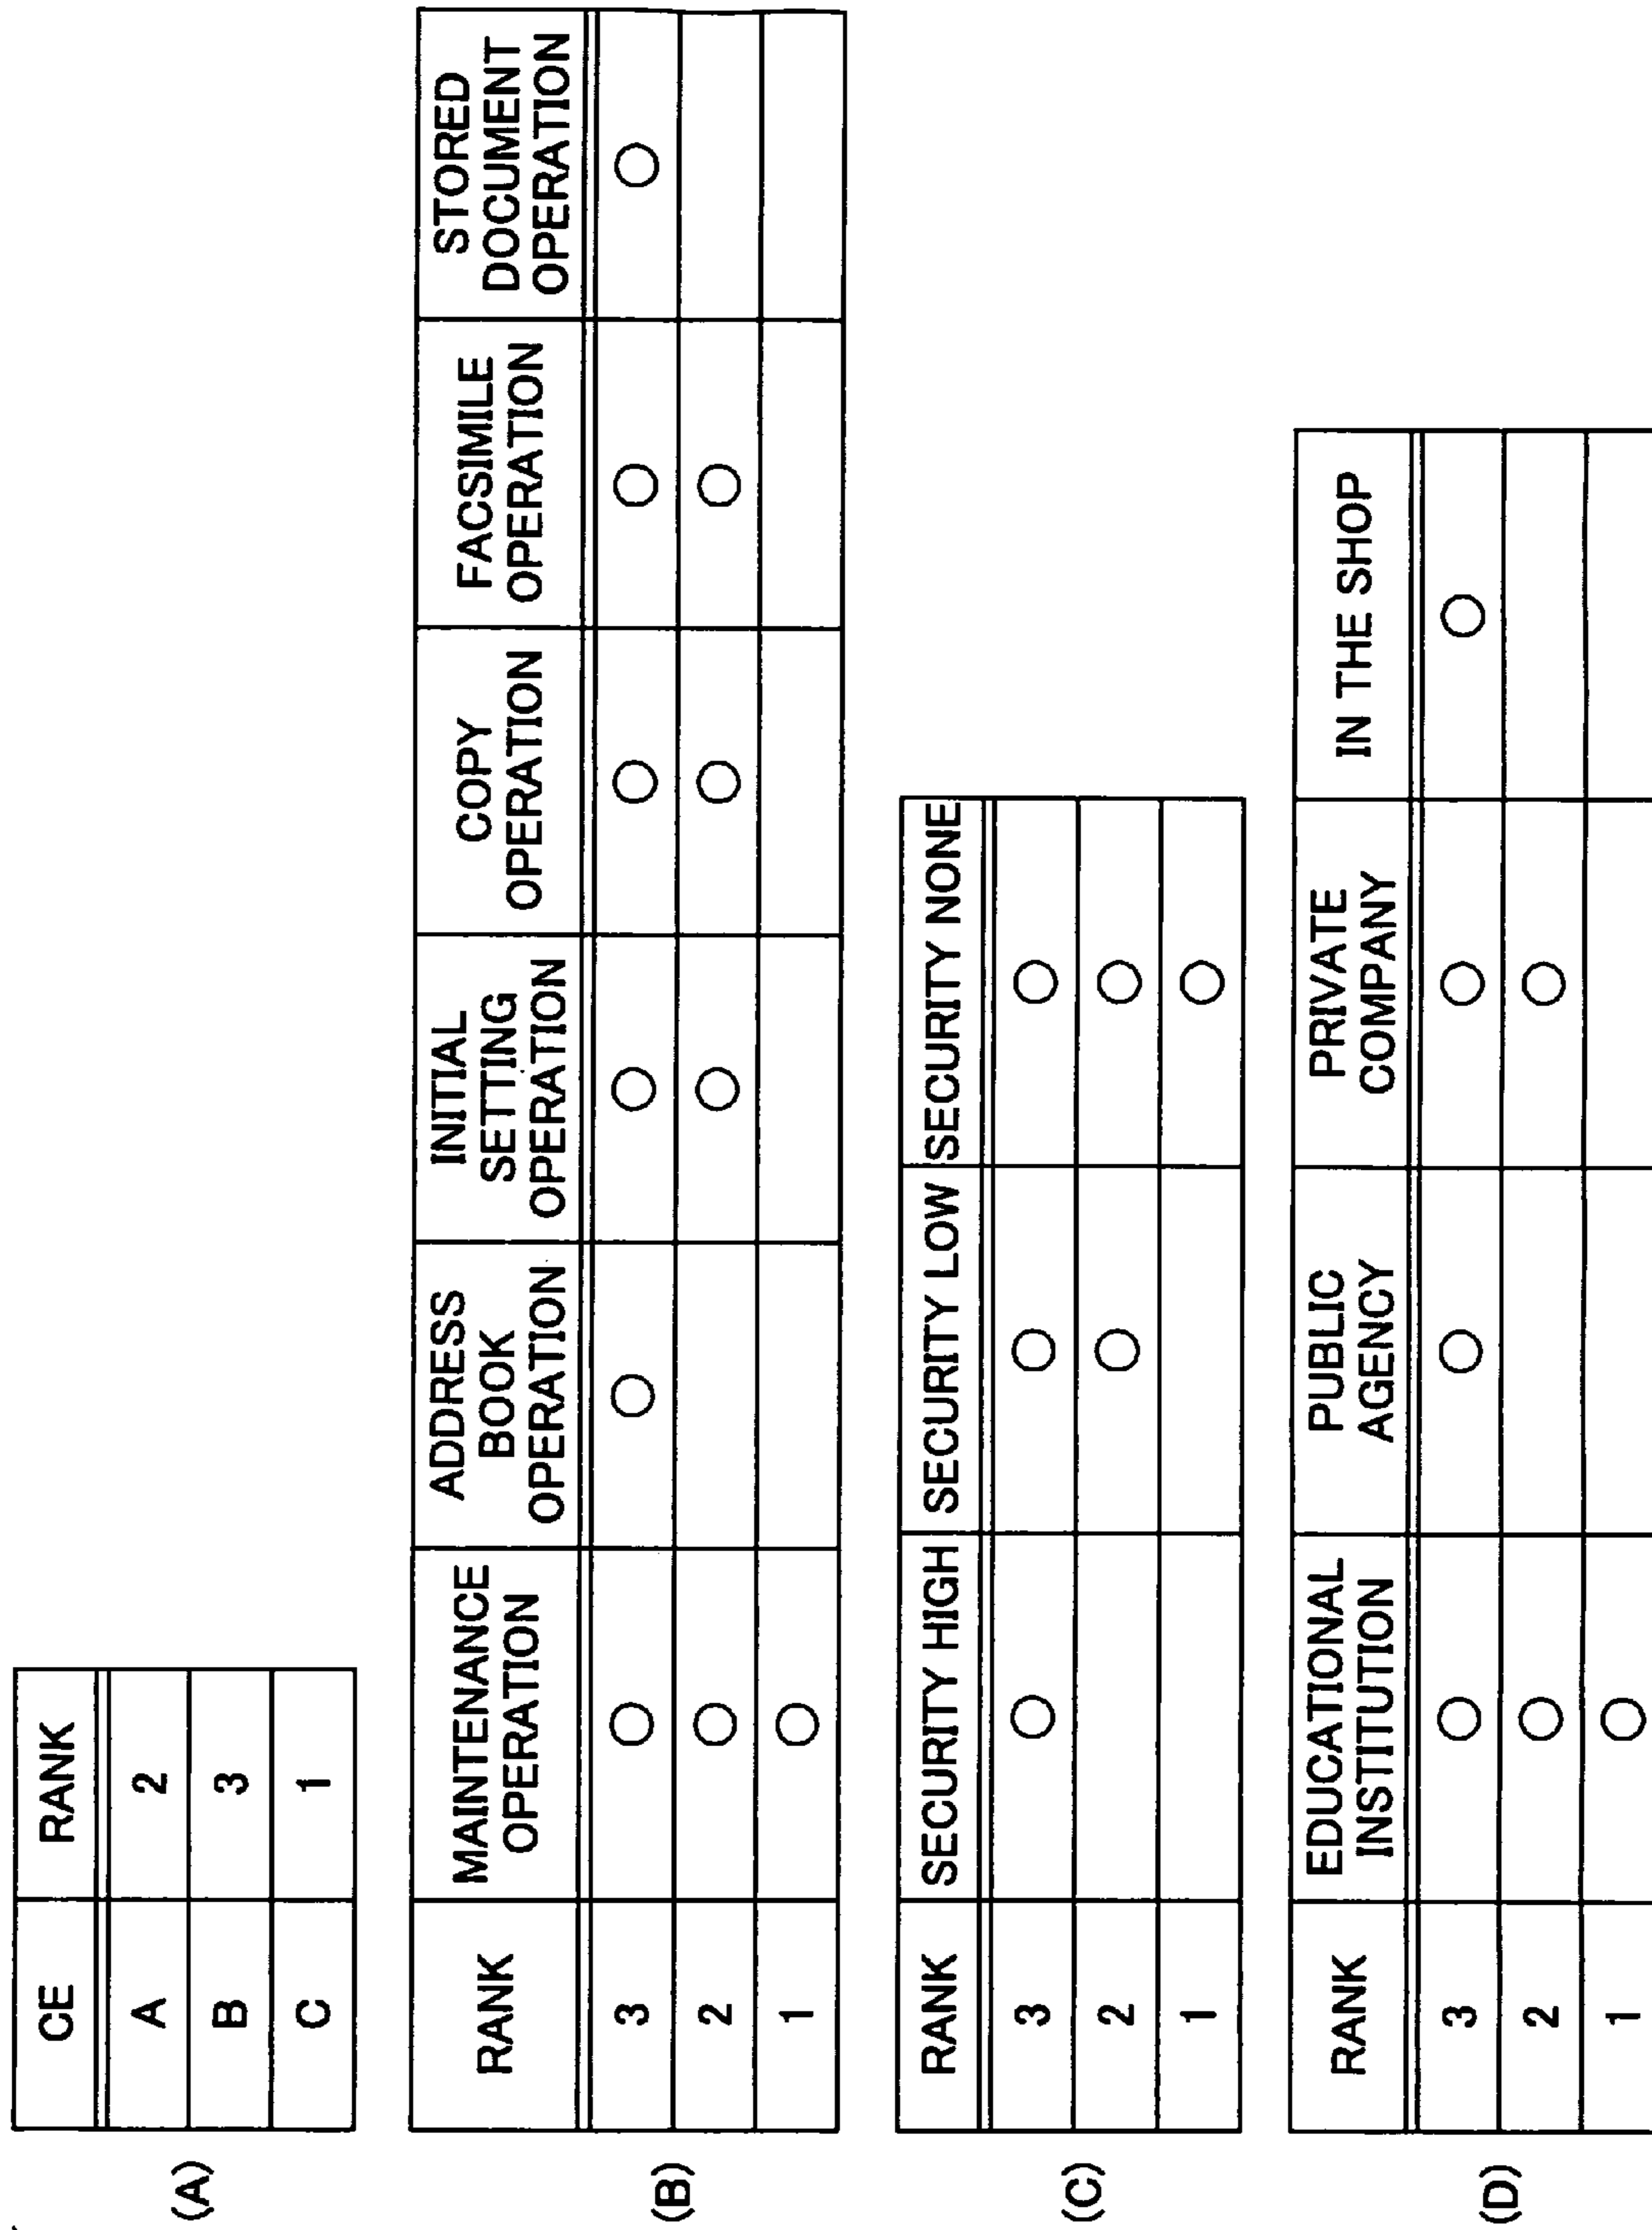 (A)
CE RANK
A 2
B 3
C 1
(B)
RANK MAINTENANCE OPERATION ADDRESS BOOK OPERATION INITIAL SETTING OPERATION COPY OPERATION FACSIMILE OPERATION STORED DOCUMENT OPERATION
3 ○ ○ ○ ○ ○ ○
2 ○ ○ ○ ○
1 ○
(C)
RANK SECURITY HIGH SECURITY LOW SECURITY NONE
3 ○ ○ ○
2 ○ ○
1 ○
(D)
RANK EDUCATIONAL INSTITUTION PUBLIC AGENCY PRIVATE COMPANY IN THE SHOP
3 ○ ○ ○ ○
2 ○ ○
1 ○